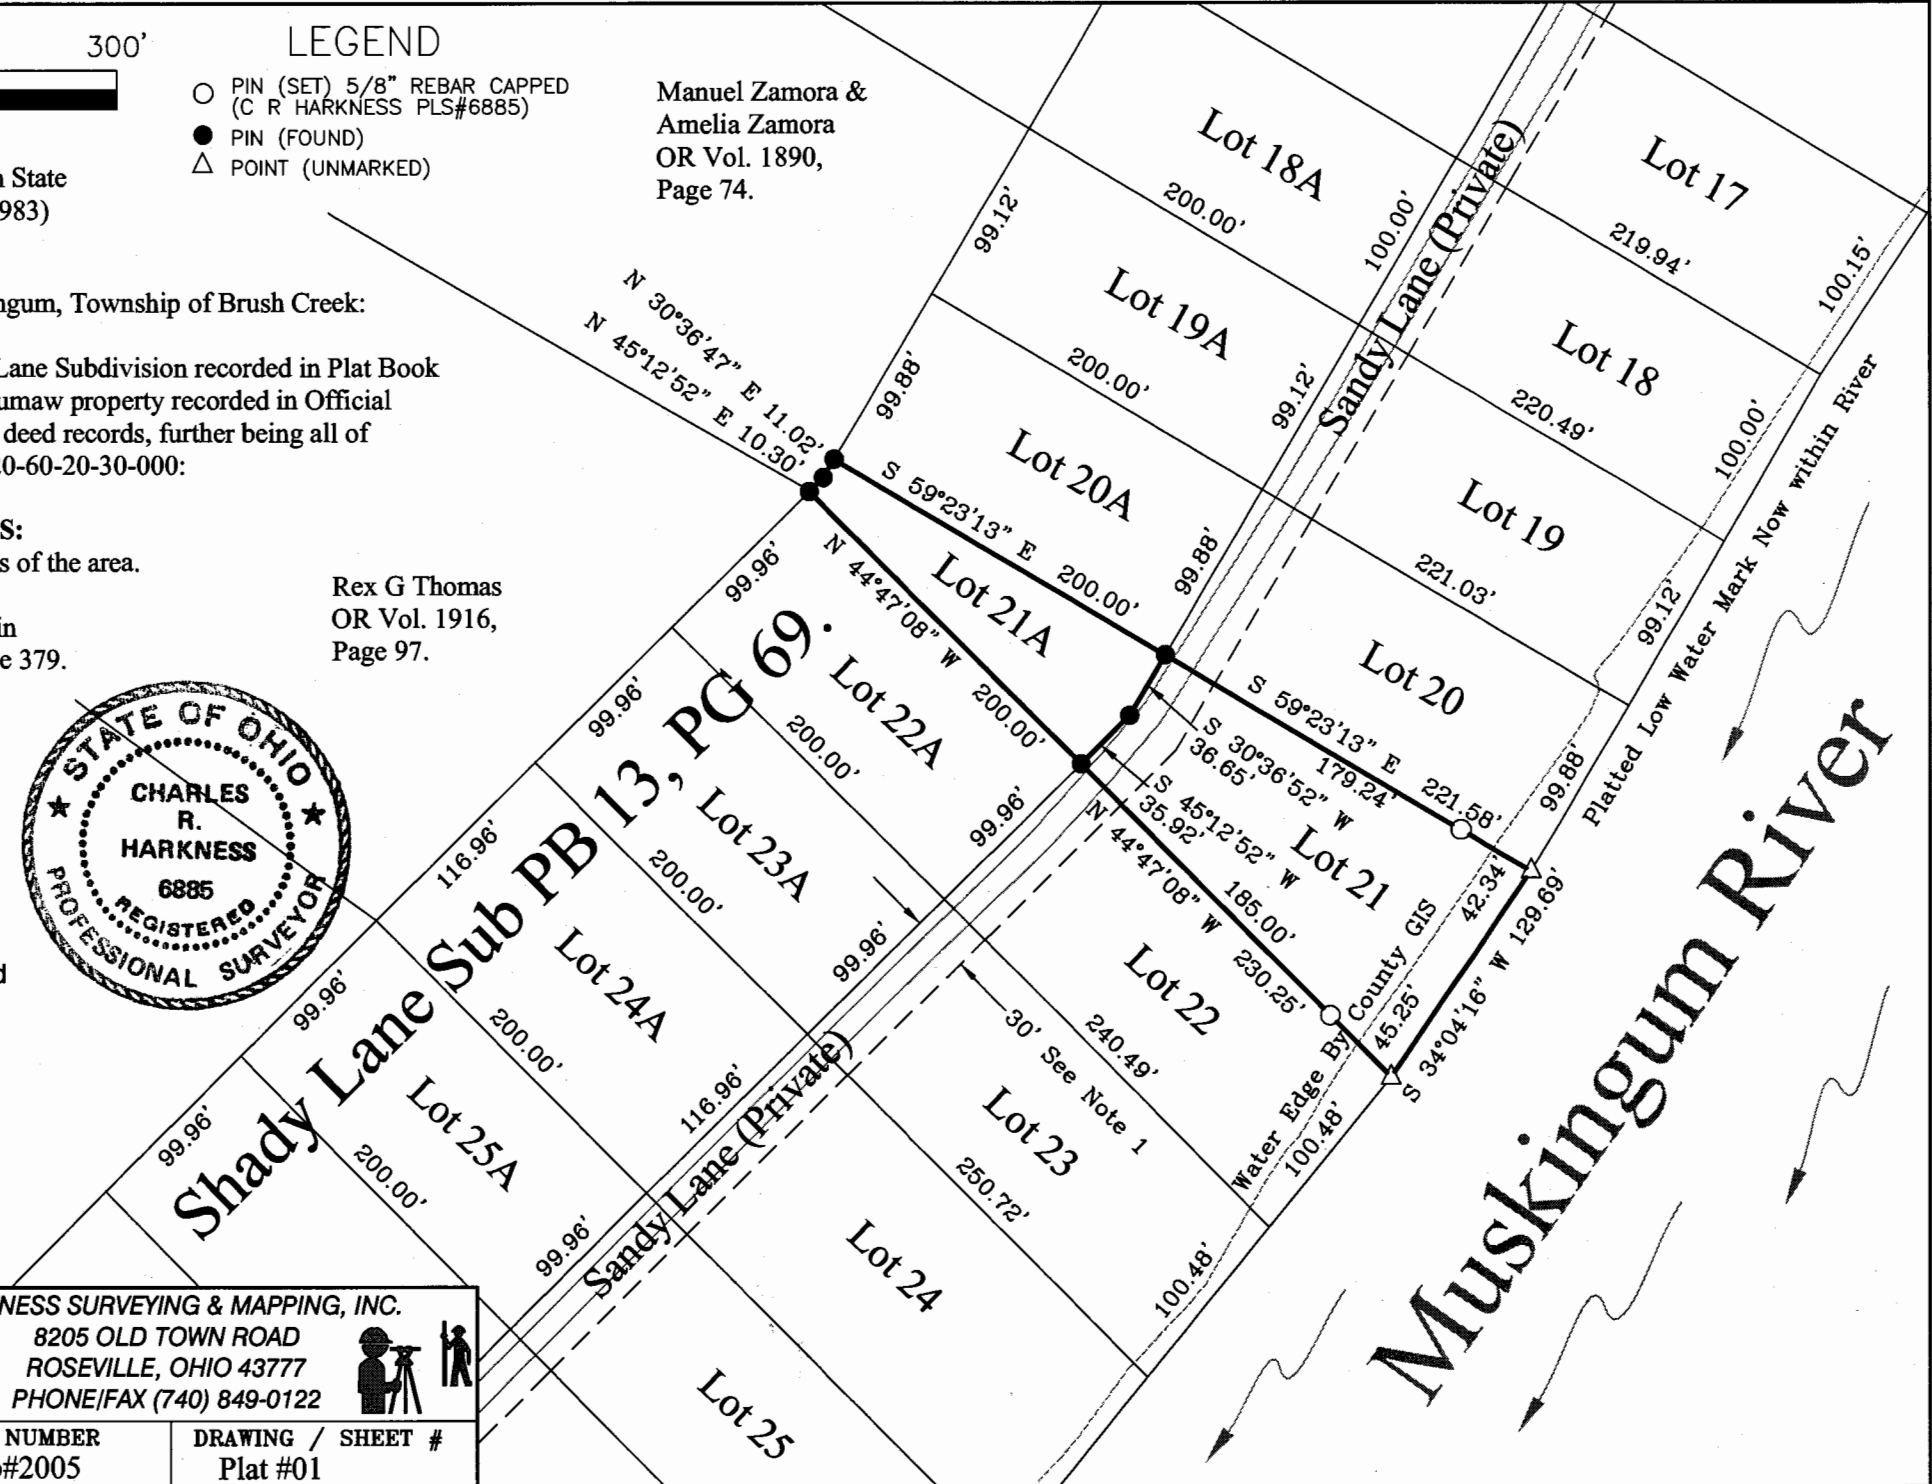 300'
LEGEND
PIN (SET) 5/8" REBAR CAPPED
(C R HARKNESS PLS#6885)
PIN (FOUND)
POINT (UNMARKED)
Manuel Zamora &
Amelia Zamora
OR Vol. 1890,
Page 74.
n State
983)
ngum, Township of Brush Creek:
Lane Subdivision recorded in Plat Book
umaw property recorded in Official
deed records, further being all of
20-60-20-30-000:
S:
s of the area.
in
e 379.
Rex G Thomas
OR Vol. 1916,
Page 97.
STATE OF OHIO
CHARLES
R.
HARKNESS
6885
REGISTERED
PROFESSIONAL SURVEYOR
d
Lot 18A
200.00'
99.12'
100.00'
Sandy Lane (Private)
Lot 17
219.94'
100.15'
Lot 19A
200.00'
99.88'
99.12'
Lot 18
220.49'
100.00'
N 30°36'47" E 11.02'
N 45°12'52" E 10.30'
Lot 20A
99.88'
Lot 19
221.03'
99.12'
Platted Low Water Mark Now within River
S 59°23'13" E 200.00'
Lot 21A
N 44°47'08" W 200.00'
Lot 20
S 59°23'13" E 221.58'
179.24'
99.88'
S 30°36'52" W
36.65'
S 45°12'52" W
35.92'
Lot 21
N 44°47'08" W 230.25'
185.00'
42.34'
45.25'
S 34°04'16" W 129.69'
Water Edge By County GIS
99.96'
Lot 22A
200.00'
99.96'
Lot 22
240.49'
100.48'
99.96'
Lot 23A
200.00'
99.96'
30' See Note 1
Lot 23
250.72'
100.48'
116.96'
Lot 24A
200.00'
116.96'
Sandy Lane (Private)
Lot 24
99.96'
Lot 25A
200.00'
99.96'
Lot 25
99.96'
Shady Lane Sub PB 13, PG 69.
Muskingum River
NESS SURVEYING & MAPPING, INC.
8205 OLD TOWN ROAD
ROSEVILLE, OHIO 43777
PHONE/FAX (740) 849-0122
NUMBER
#2005
DRAWING / SHEET #
Plat #01